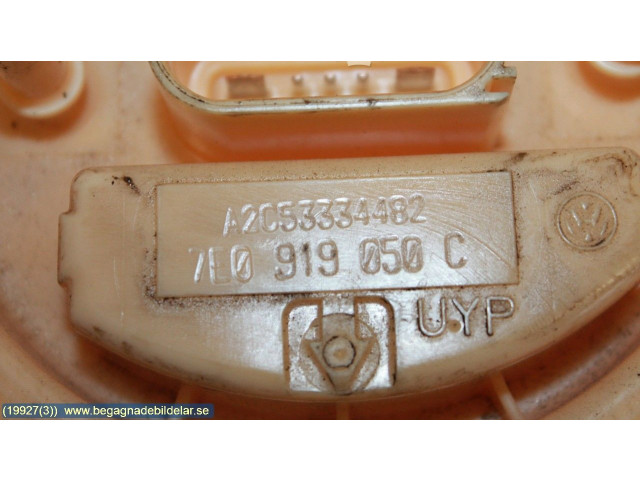 A2C53334482
7L0 919 050 C
UYP
(19927(3)) www.begagnadebildelar.se